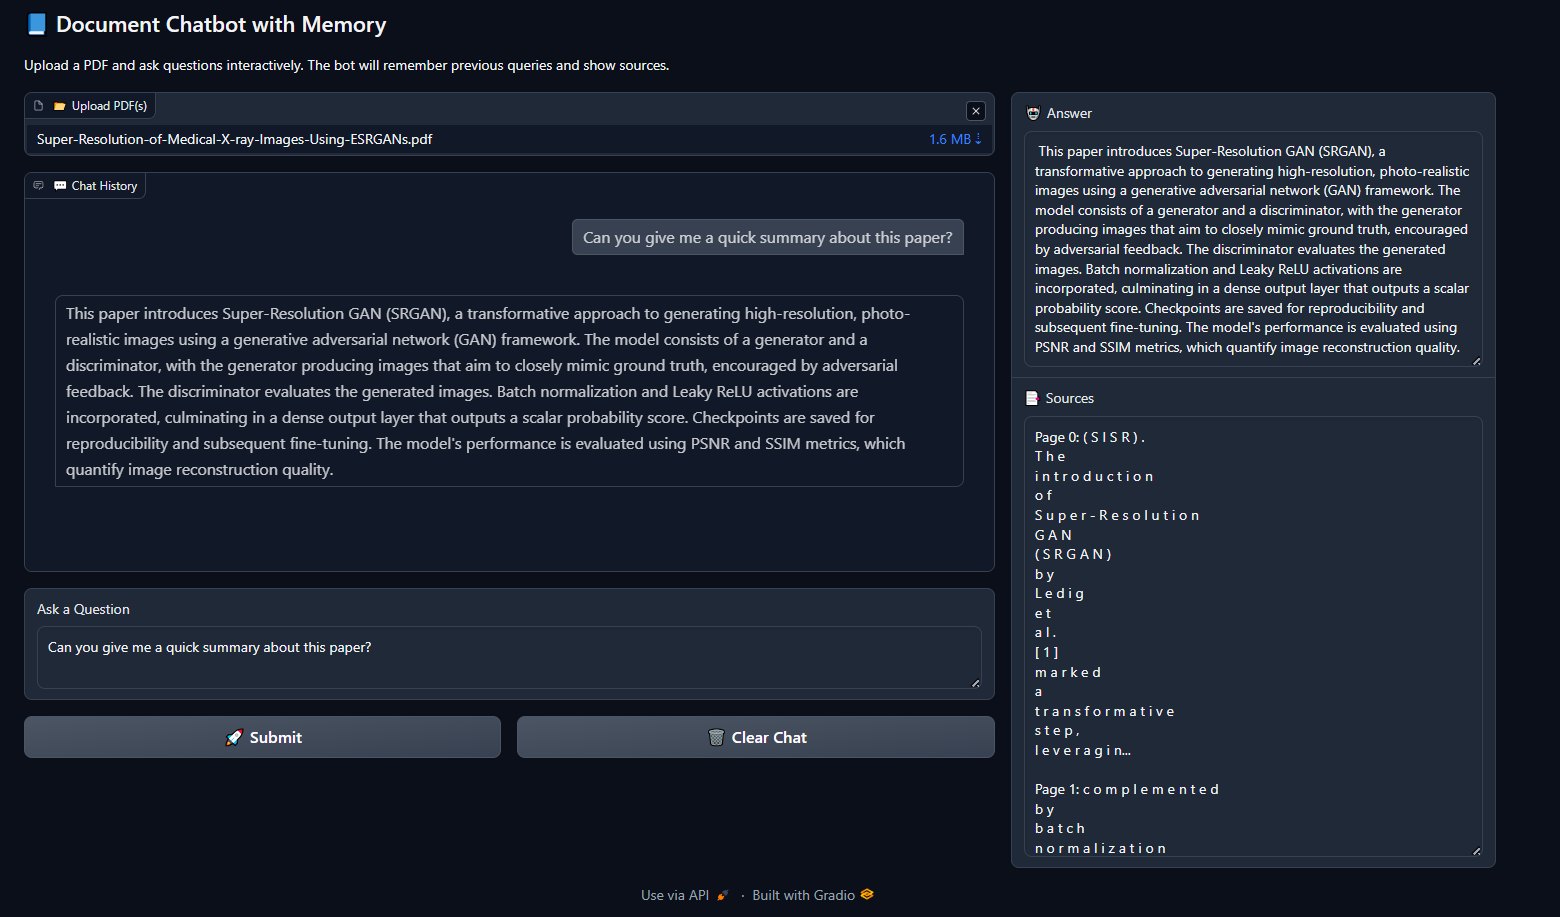 📘 Document Chatbot with Memory
Upload a PDF and ask questions interactively. The bot will remember previous queries and show sources.
📂 Upload PDF(s)
Super-Resolution-of-Medical-X-ray-Images-Using-ESRGANs.pdf
1.6 MB ⇣
💬 Chat History
Can you give me a quick summary about this paper?
This paper introduces Super-Resolution GAN (SRGAN), a transformative approach to generating high-resolution, photo-
realistic images using a generative adversarial network (GAN) framework. The model consists of a generator and a
discriminator, with the generator producing images that aim to closely mimic ground truth, encouraged by adversarial
feedback. The discriminator evaluates the generated images. Batch normalization and Leaky ReLU activations are
incorporated, culminating in a dense output layer that outputs a scalar probability score. Checkpoints are saved for
reproducibility and subsequent fine-tuning. The model's performance is evaluated using PSNR and SSIM metrics, which
quantify image reconstruction quality.
Ask a Question
Can you give me a quick summary about this paper?
🚀 Submit
🗑️ Clear Chat
🤖 Answer
This paper introduces Super-Resolution GAN (SRGAN), a
transformative approach to generating high-resolution, photo-realistic
images using a generative adversarial network (GAN) framework. The
model consists of a generator and a discriminator, with the generator
producing images that aim to closely mimic ground truth, encouraged
by adversarial feedback. The discriminator evaluates the generated
images. Batch normalization and Leaky ReLU activations are
incorporated, culminating in a dense output layer that outputs a scalar
probability score. Checkpoints are saved for reproducibility and
subsequent fine-tuning. The model's performance is evaluated using
PSNR and SSIM metrics, which quantify image reconstruction quality.
📑 Sources
Page 0: ( S I S R ) .
T h e
i n t r o d u c t i o n
o f
S u p e r - R e s o l u t i o n
G A N
( S R G A N )
b y
L e d i g
e t
a l .
[ 1 ]
m a r k e d
a
t r a n s f o r m a t i v e
s t e p ,
l e v e r a g i n...
Page 1: c o m p l e m e n t e d
b y
b a t c h
n o r m a l i z a t i o n
Use via API 🚀 · Built with Gradio